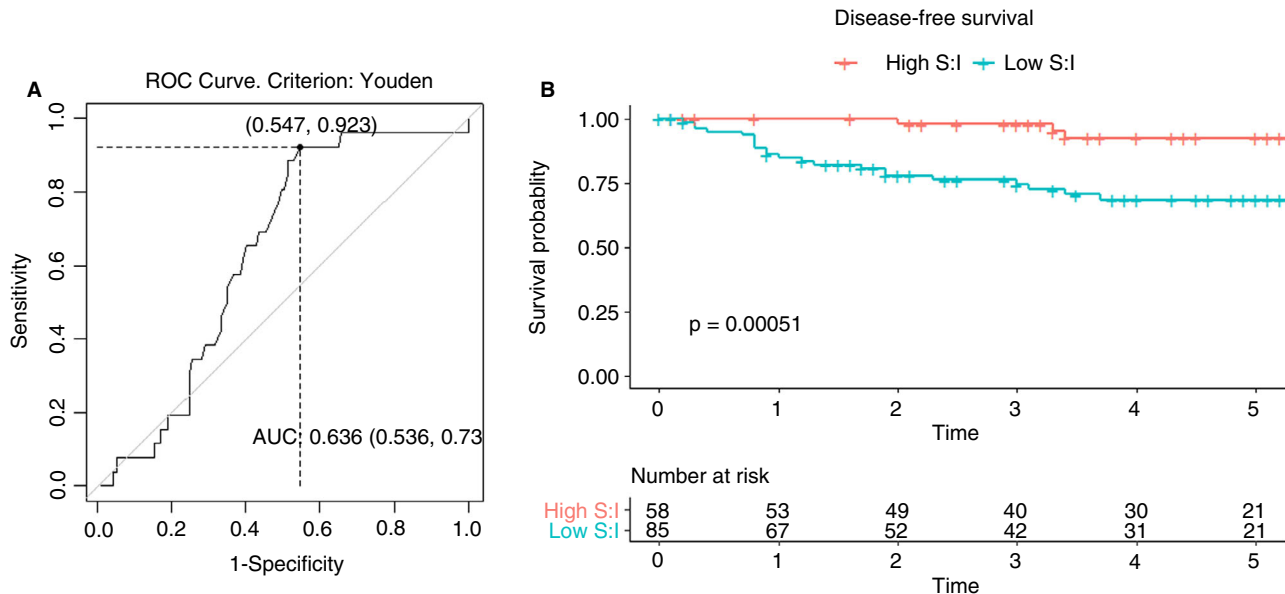 A
ROC Curve. Criterion: Youden
(0.547, 0.923)
AUC: 0.636 (0.536, 0.73
Sensitivity
0.0
0.2
0.4
0.6
0.8
1.0
0.0 0.2 0.4 0.6 0.8 1.0
1-Specificity
B
Disease-free survival
High S:I Low S:I
Survival probablity
1.00
0.75
0.50
0.25
0.00
p = 0.00051
0 1 2 3 4 5
Time
Number at risk
High S:I 58 53 49 40 30 21
Low S:I 85 67 52 42 31 21
0 1 2 3 4 5
Time